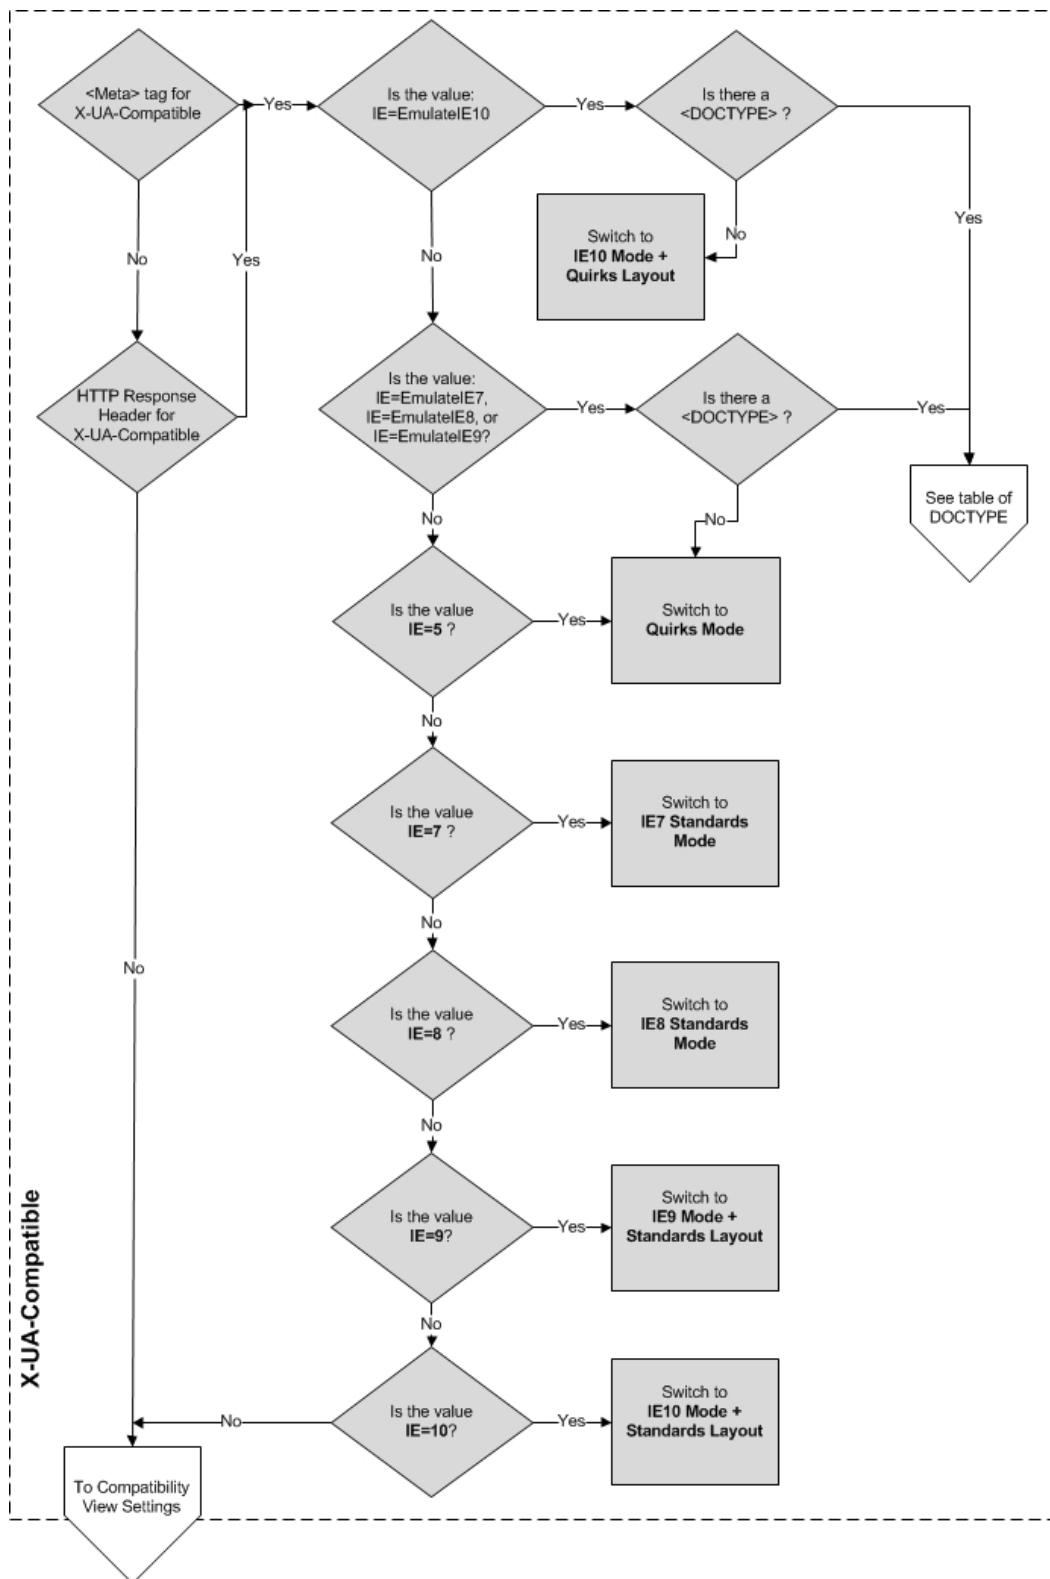 <Meta> tag for
X-UA-Compatible
Yes
Is the value:
IE=EmulateIE10
Yes
Is there a
<DOCTYPE> ?
Yes
No
Switch to
IE10 Mode +
Quirks Layout
No
Yes
No
HTTP Response
Header for
X-UA-Compatible
Is the value:
IE=EmulateIE7,
IE=EmulateIE8, or
IE=EmulateIE9?
Yes
Is there a
<DOCTYPE> ?
Yes
See table of
DOCTYPE
No
No
Is the value
IE=5 ?
Yes
Switch to
Quirks Mode
No
Is the value
IE=7 ?
Yes
Switch to
IE7 Standards
Mode
No
No
Is the value
IE=8 ?
Yes
Switch to
IE8 Standards
Mode
No
Is the value
IE=9?
Yes
Switch to
IE9 Mode +
Standards Layout
No
X-UA-Compatible
Is the value
IE=10?
No
Yes
Switch to
IE10 Mode +
Standards Layout
To Compatibility
View Settings